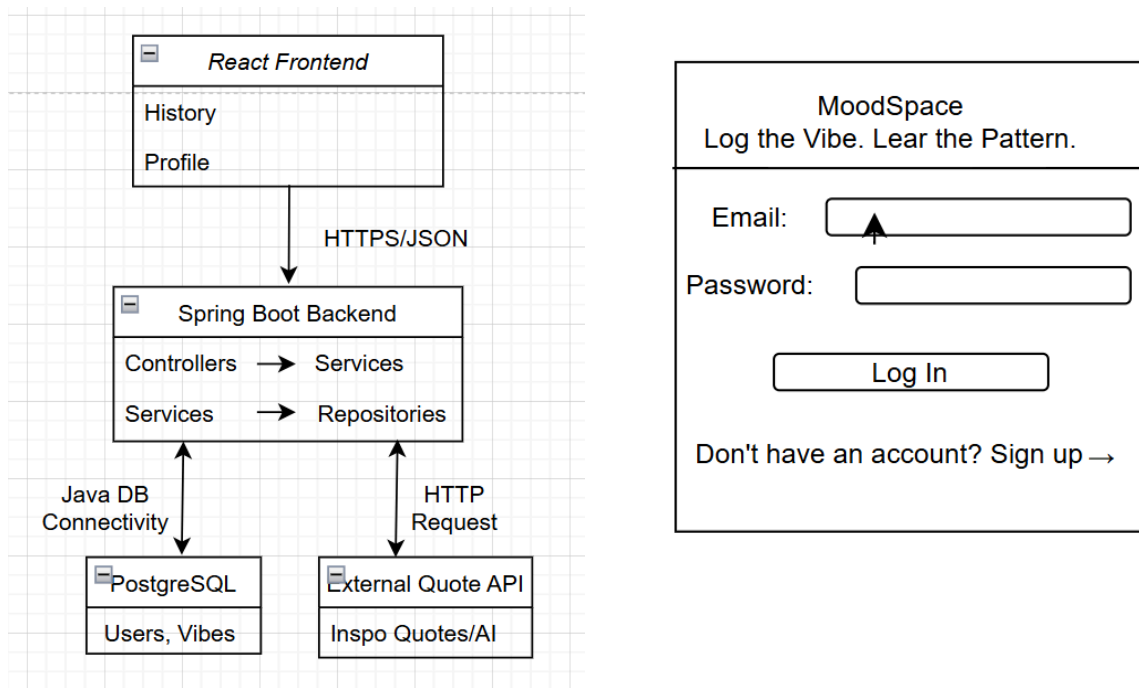 React Frontend
History
Profile
HTTPS/JSON
Spring Boot Backend
Controllers → Services
Services → Repositories
Java DB
Connectivity
HTTP
Request
PostgreSQL
Users, Vibes
External Quote API
Inspo Quotes/AI
MoodSpace
Log the Vibe. Lear the Pattern.
Email:
Password:
Log In
Don't have an account? Sign up→